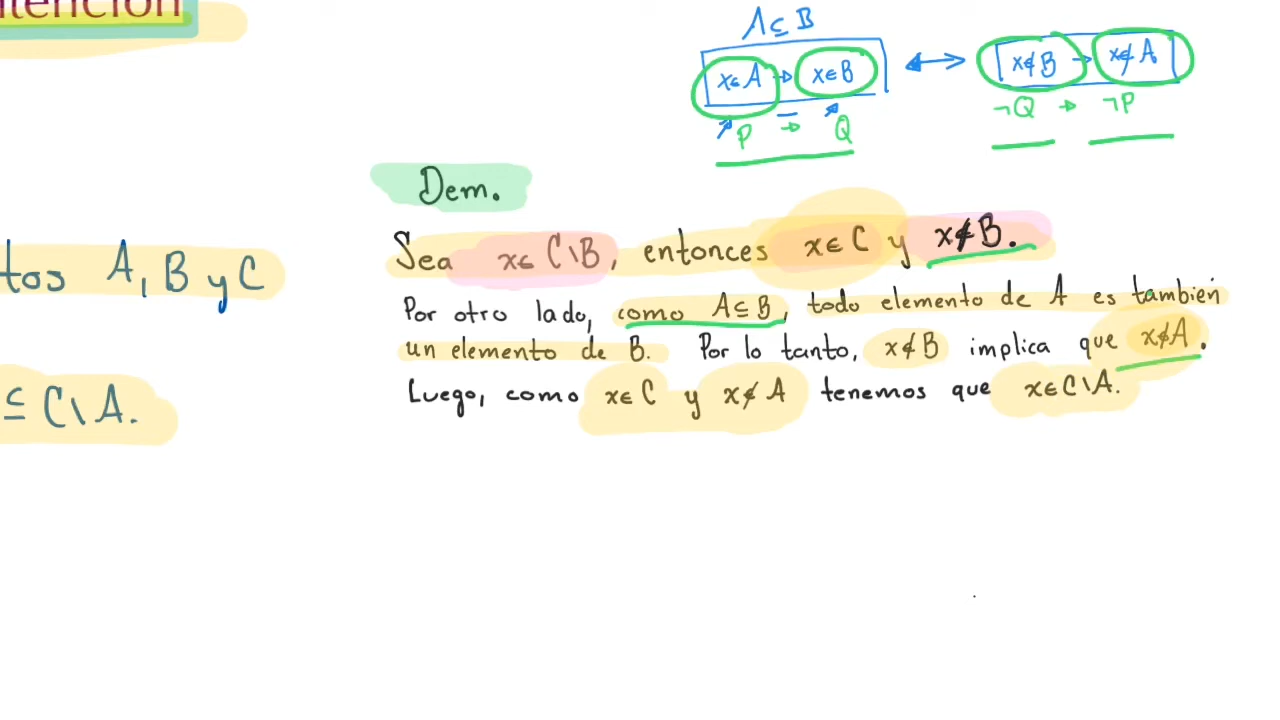 A ⊆ B
x∈A → x∈B ↔ x∉B → x∉A
P → Q ¬Q → ¬P
Dem.
Sea x∈ C\B, entonces x∈C y x∉B.
tos A, B y C
Por otro lado, como A⊆B, todo elemento de A es también
un elemento de B. Por lo tanto, x∉B implica que x∉A.
⊆ C\A.
Luego, como x∈C y x∉A tenemos que x∈C\A.